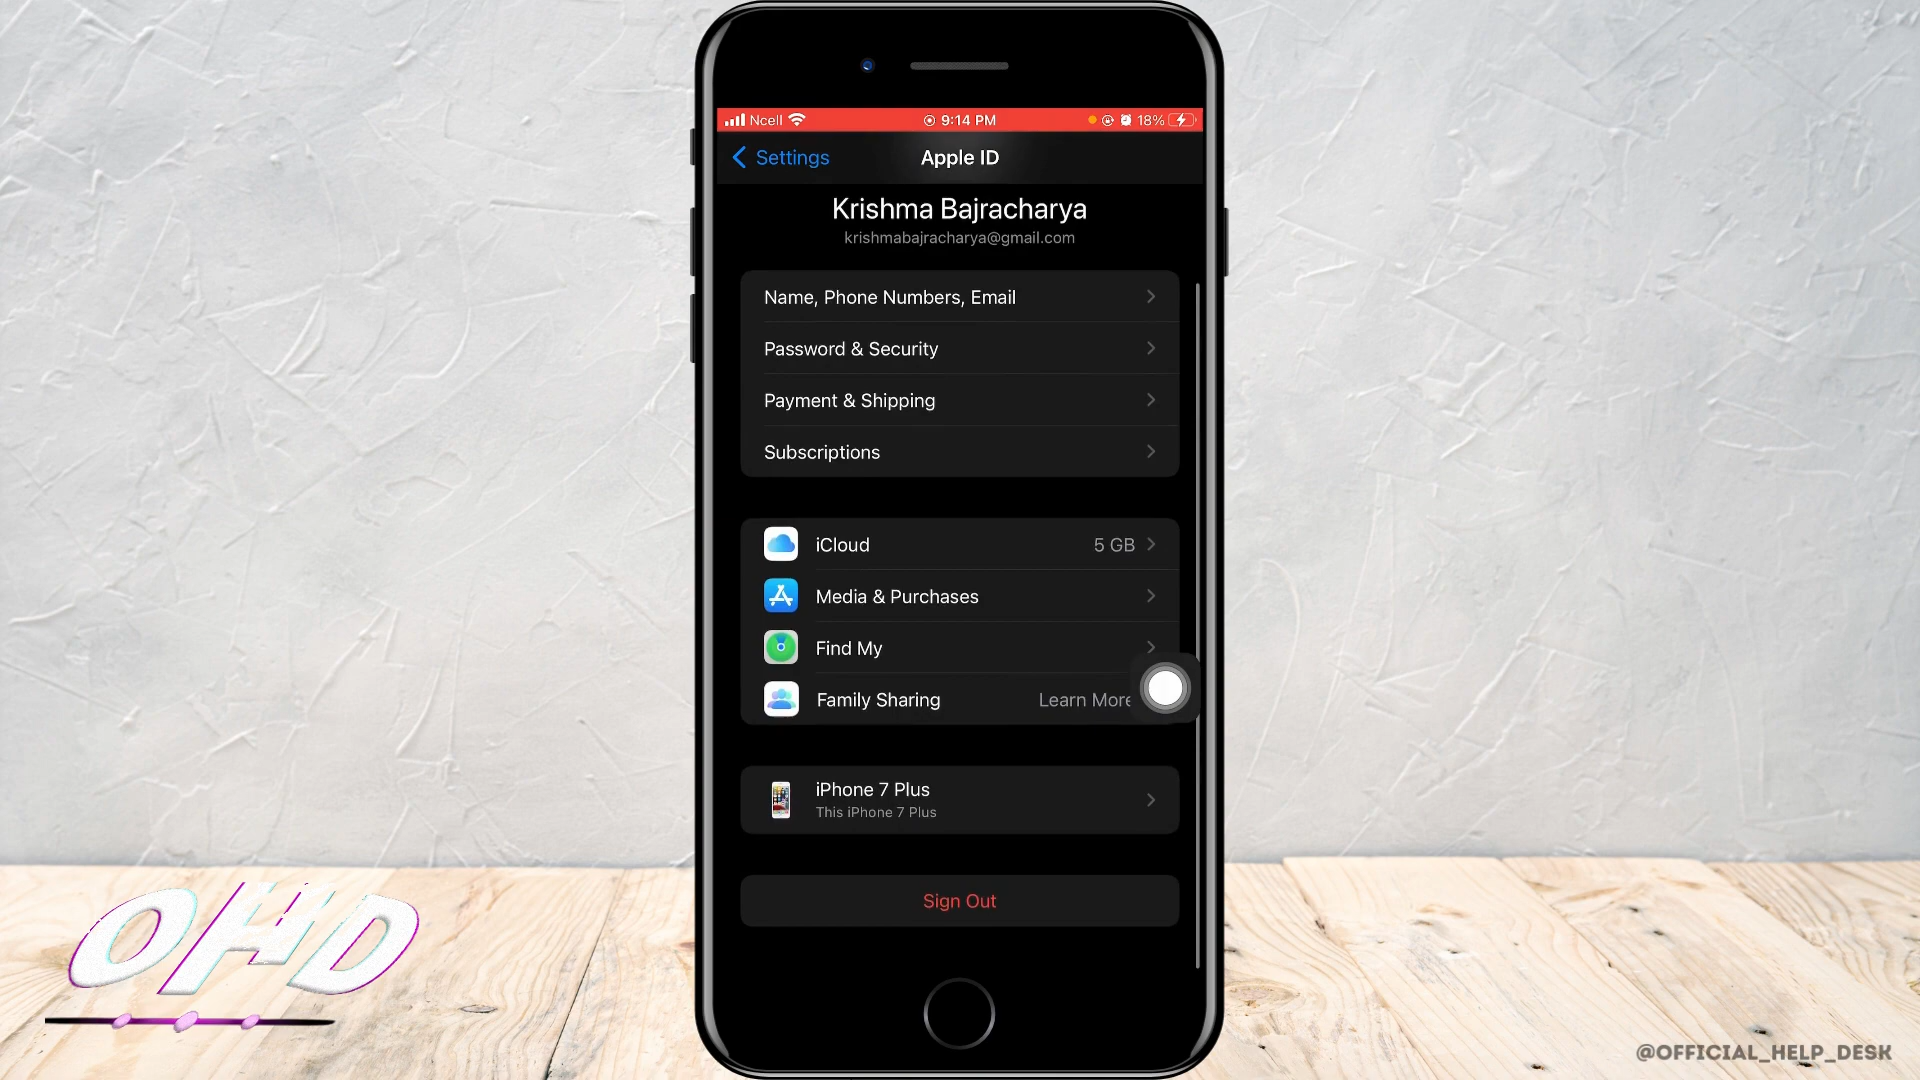 Ncell 9:14 PM 18%
Settings Apple ID
Krishma Bajracharya
krishmabajracharya@gmail.com
Name, Phone Numbers, Email
Password & Security
Payment & Shipping
Subscriptions
iCloud 5 GB
Media & Purchases
Find My
Family Sharing Learn More
iPhone 7 Plus
This iPhone 7 Plus
Sign Out
OHD
@OFFICIAL_HELP_DESK